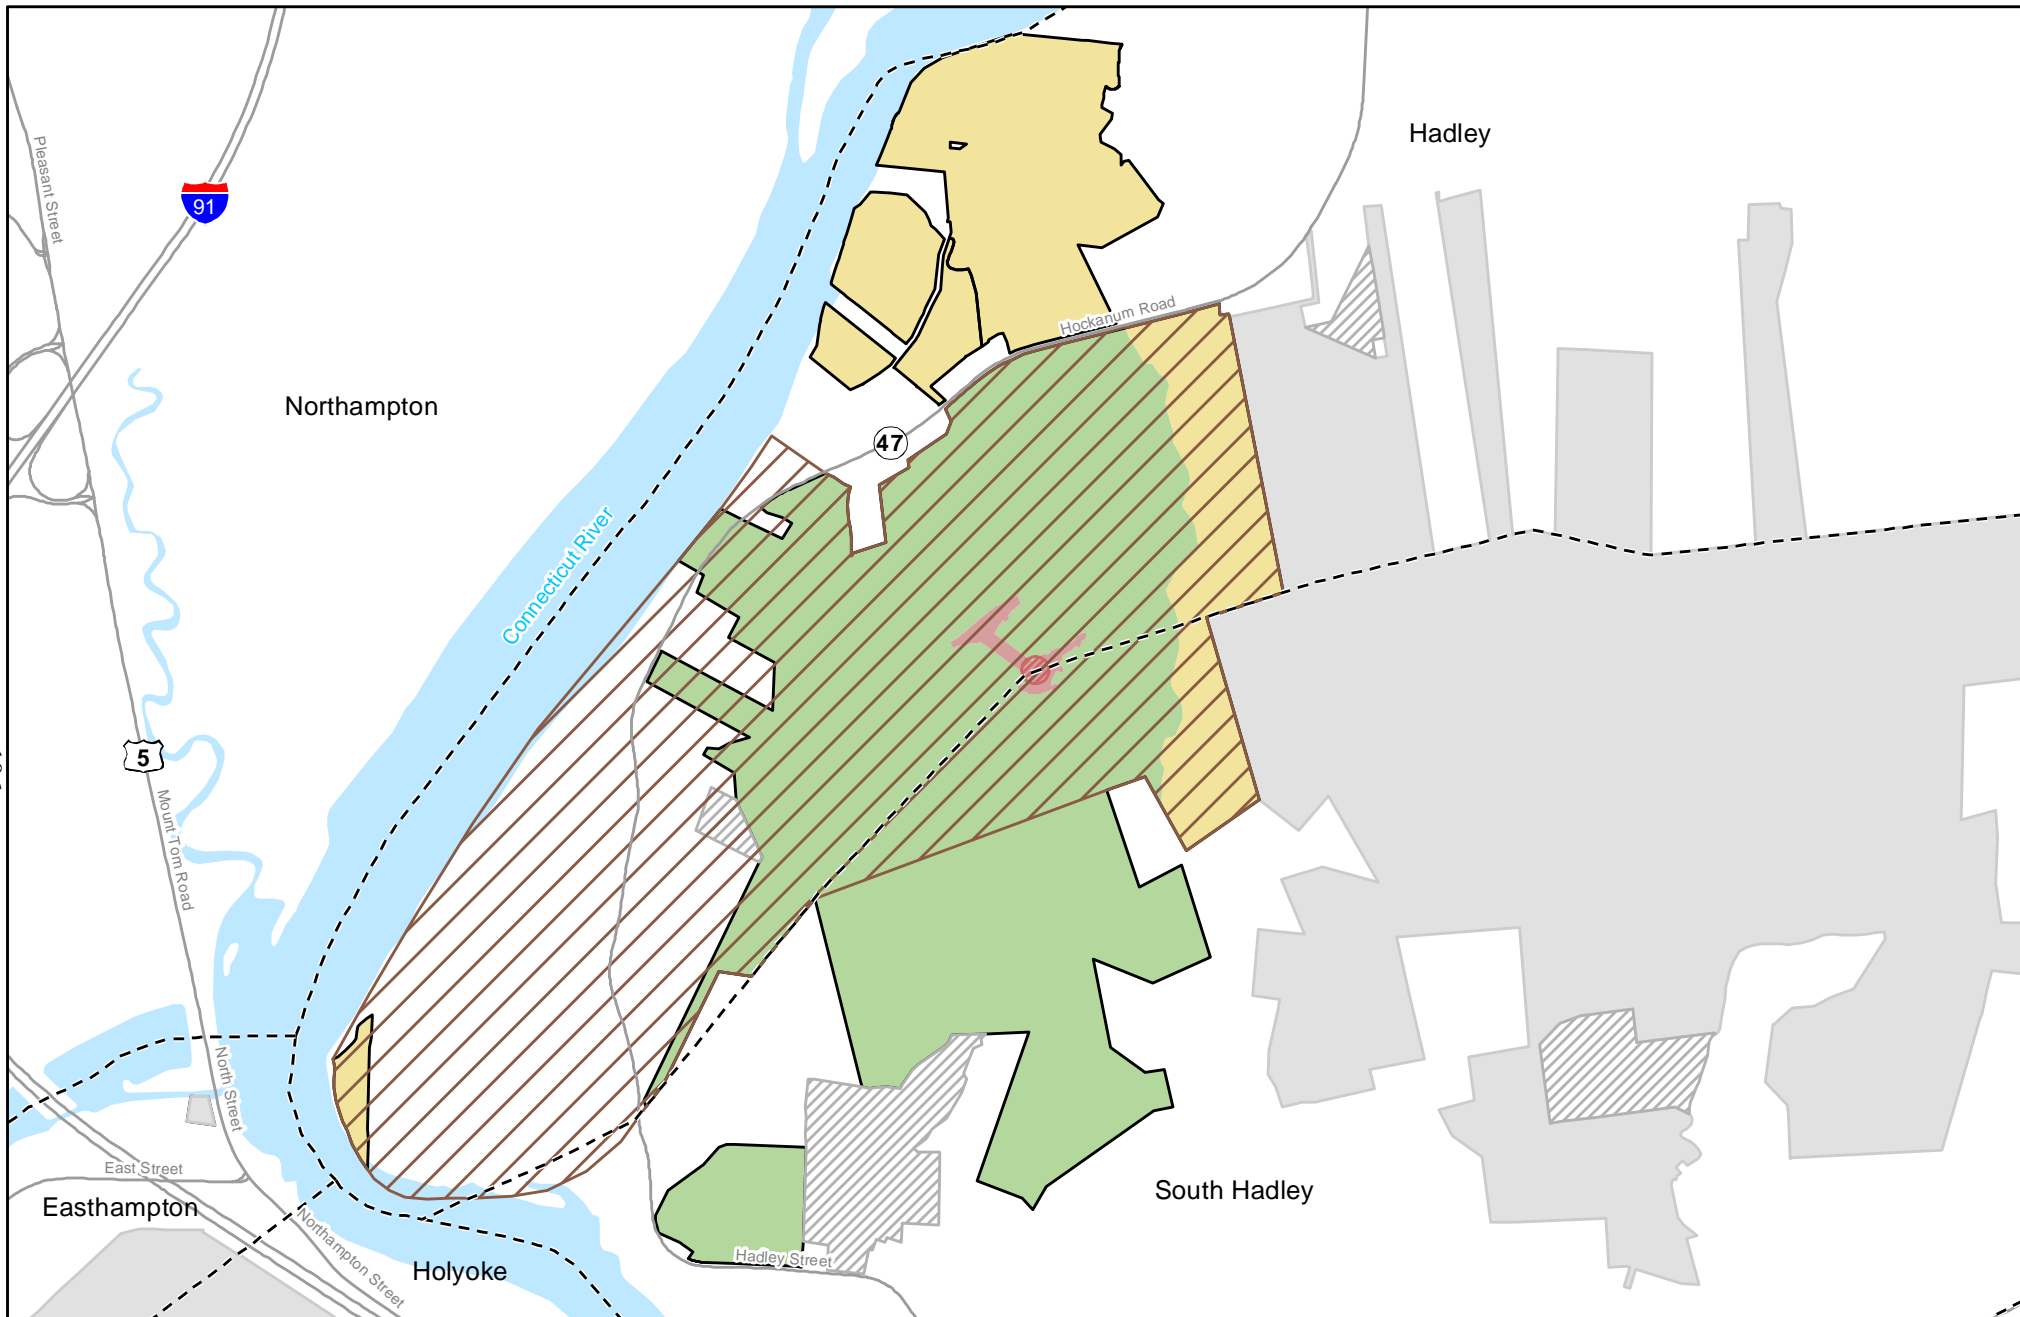 Hadley
Pleasant Street
91
Hockanum Road
Northampton
47
Connecticut River
5
Mount Tom Road
North Street
East Street
Easthampton
South Hadley
Northampton Street
Hadley Street
Holyoke